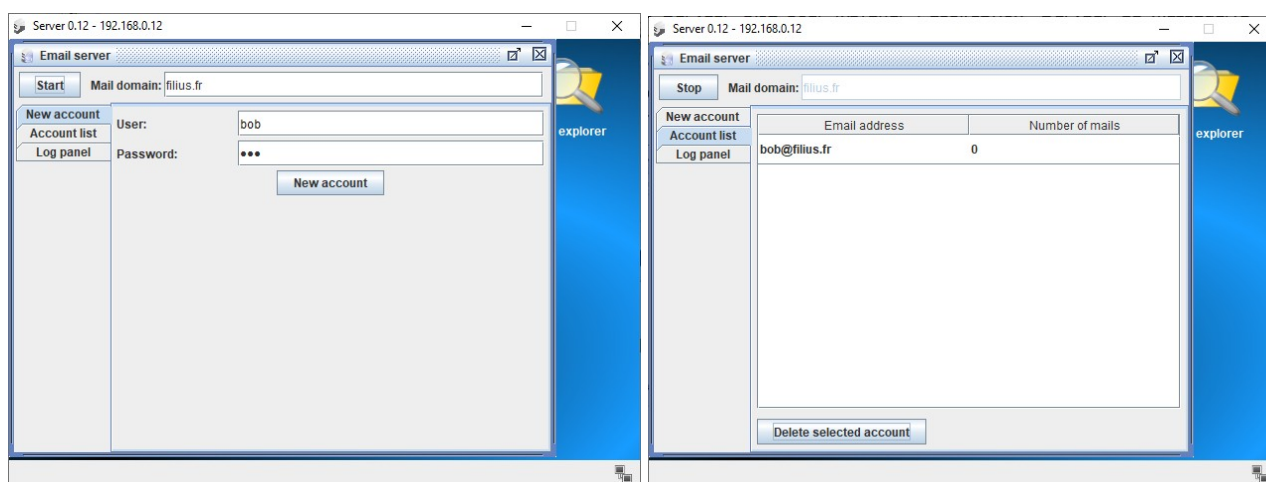 Server 0.12 - 192.168.0.12
Email server
Start Mail domain: filius.fr
New account
Account list
Log panel
User: bob
Password: •••
New account
explorer
Server 0.12 - 192.168.0.12
Email server
Stop Mail domain: filius.fr
New account
Account list
Log panel
Email address Number of mails
bob@filius.fr 0
Delete selected account
explorer